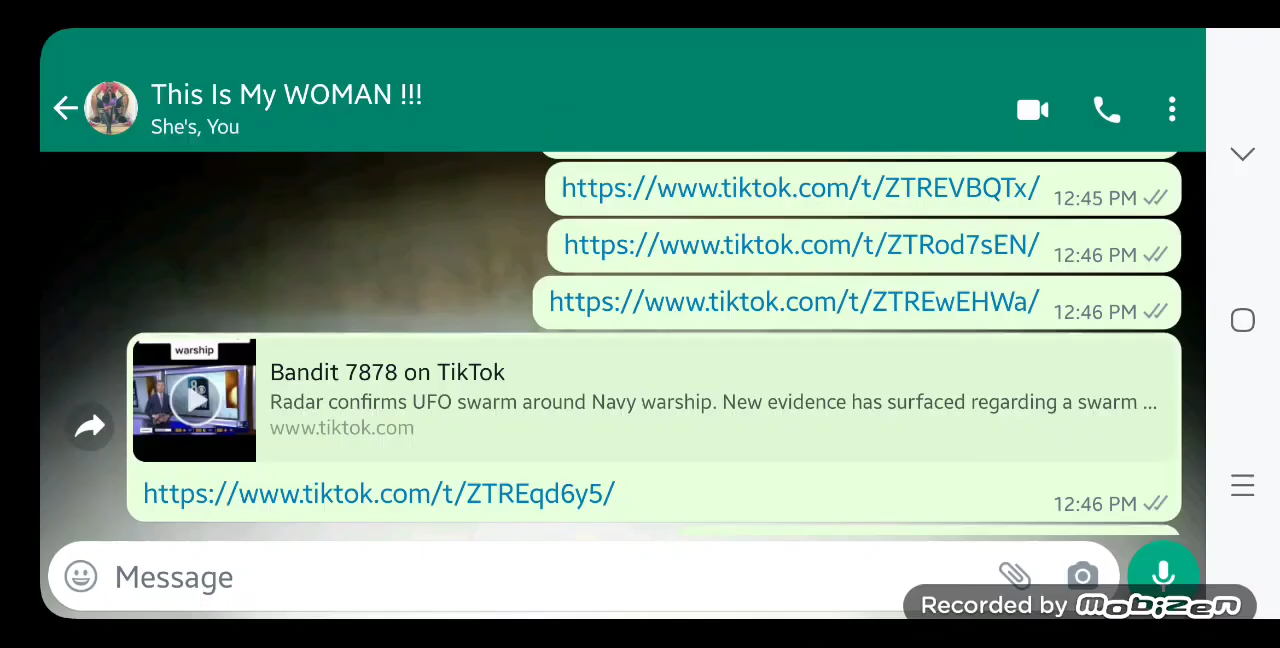 This Is My WOMAN !!!
She's, You
https://www.tiktok.com/t/ZTREVBQTx/ 12:45 PM
https://www.tiktok.com/t/ZTRod7sEN/ 12:46 PM
https://www.tiktok.com/t/ZTREwEHWa/ 12:46 PM
warship
Bandit 7878 on TikTok
Radar confirms UFO swarm around Navy warship. New evidence has surfaced regarding a swarm ...
www.tiktok.com
https://www.tiktok.com/t/ZTREqd6y5/ 12:46 PM
Message
Recorded by mobizen